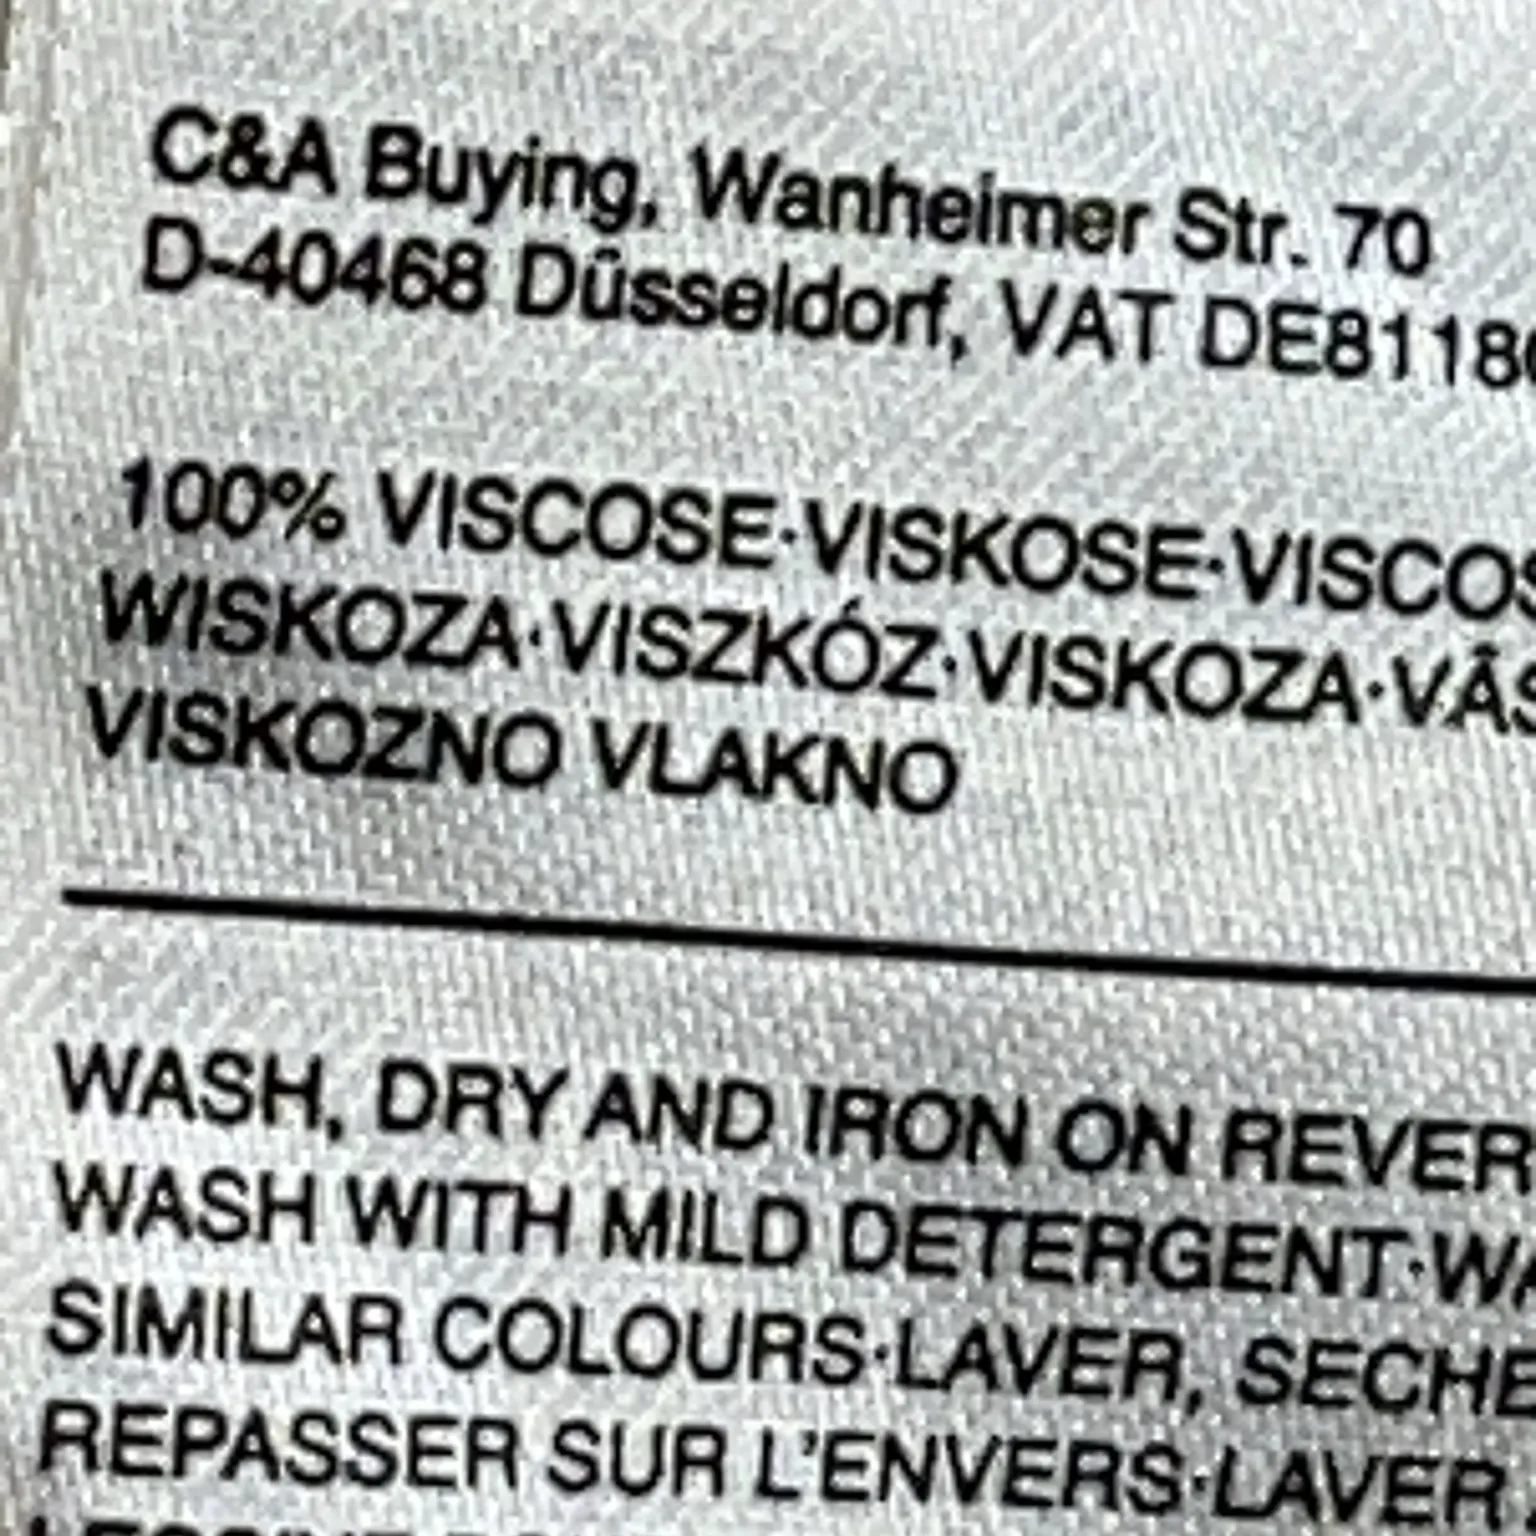 C&A Buying, Wanheimer Str. 70
D-40468 Düsseldorf, VAT
100% VISCOSE·VISKOSE·
WISKOZA·VISZKÓZ·VISKOZA·
VISKOZNO VLAKNO
WASH, DRY AND IRON ON
WASH WITH MILD DETERGENT·
SIMILAR COLOURS·LAVER,
REPASSER SUR L'ENVERS·LAVER